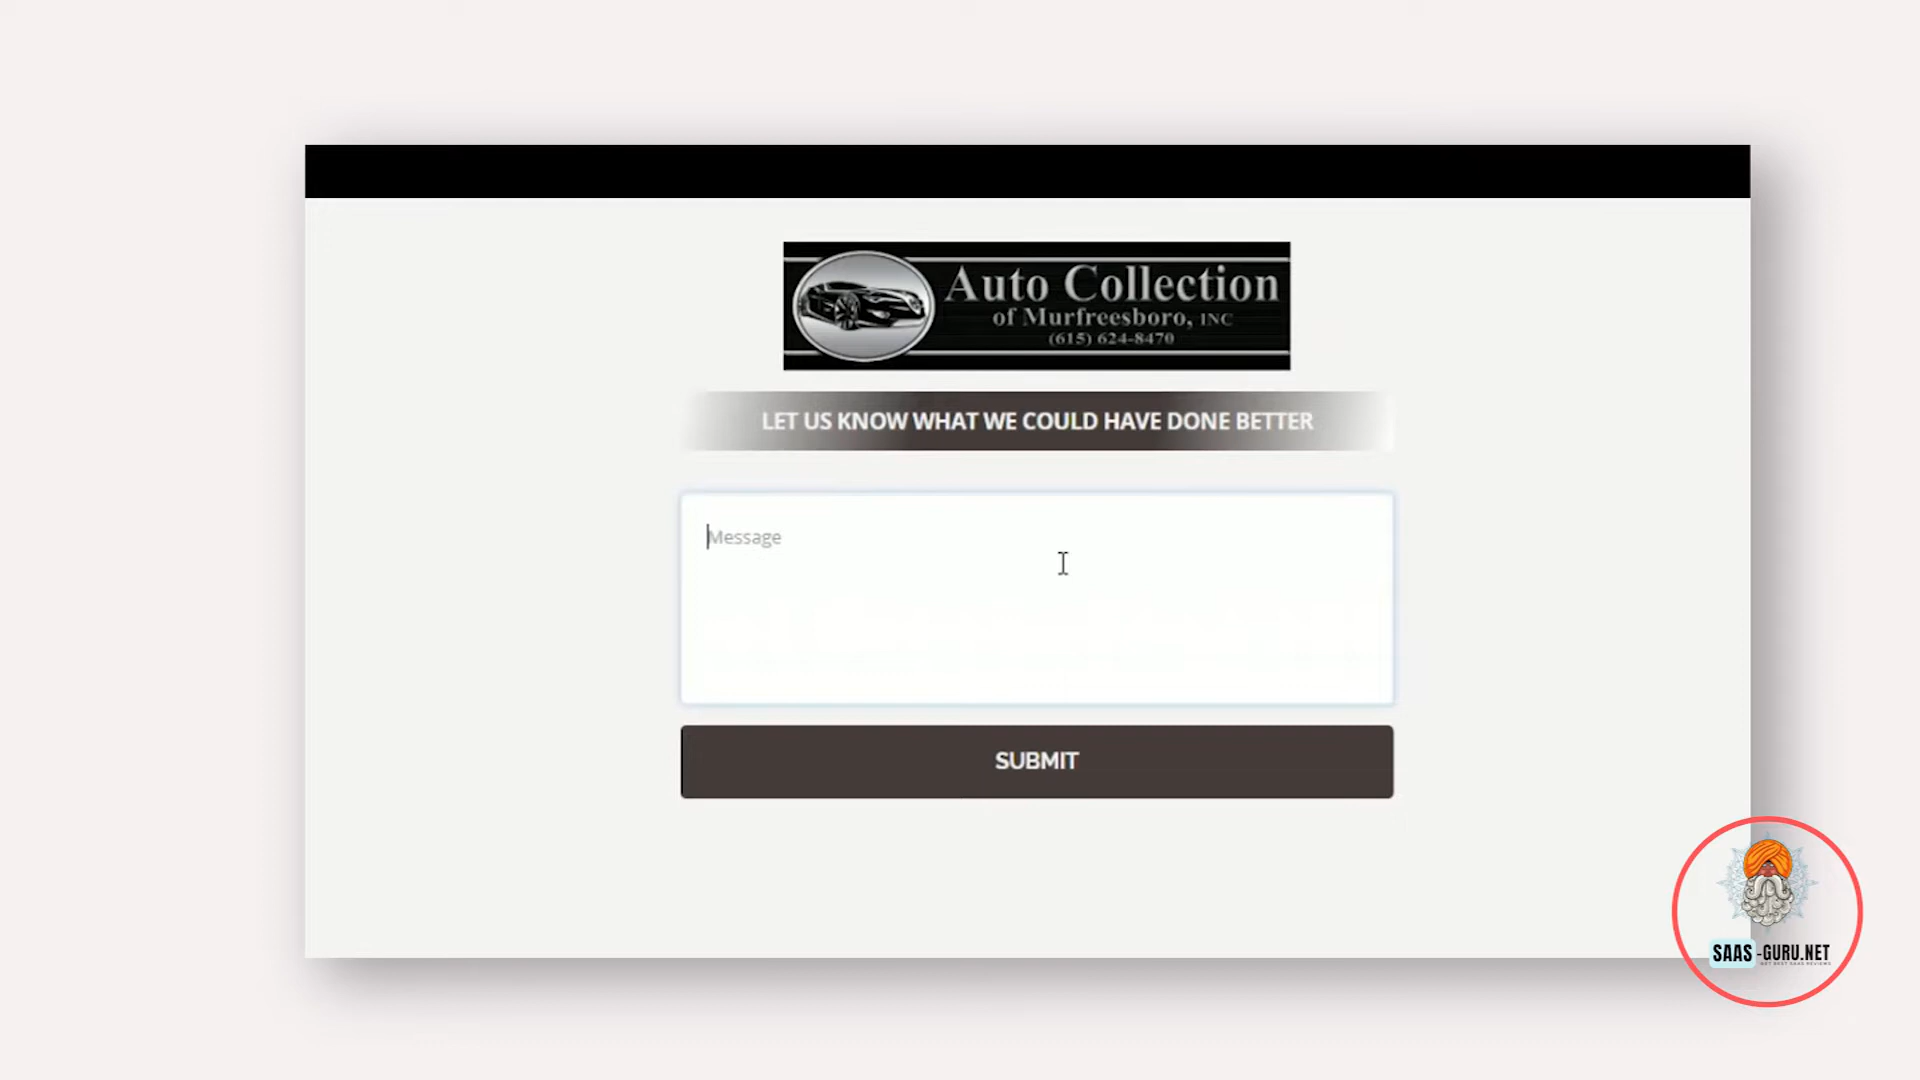 Auto Collection
of Murfreesboro, INC
(615) 624-8470
LET US KNOW WHAT WE COULD HAVE DONE BETTER
Message
SUBMIT
SAAS-GURU.NET